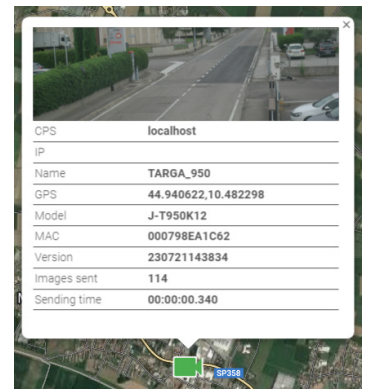 ×
CPS localhost
IP
Name TARGA_950
GPS 44.940622,10.482298
Model J-T950K12
MAC 000798EA1C62
Version 230721143834
Images sent 114
Sending time 00:00:00.340
SP358